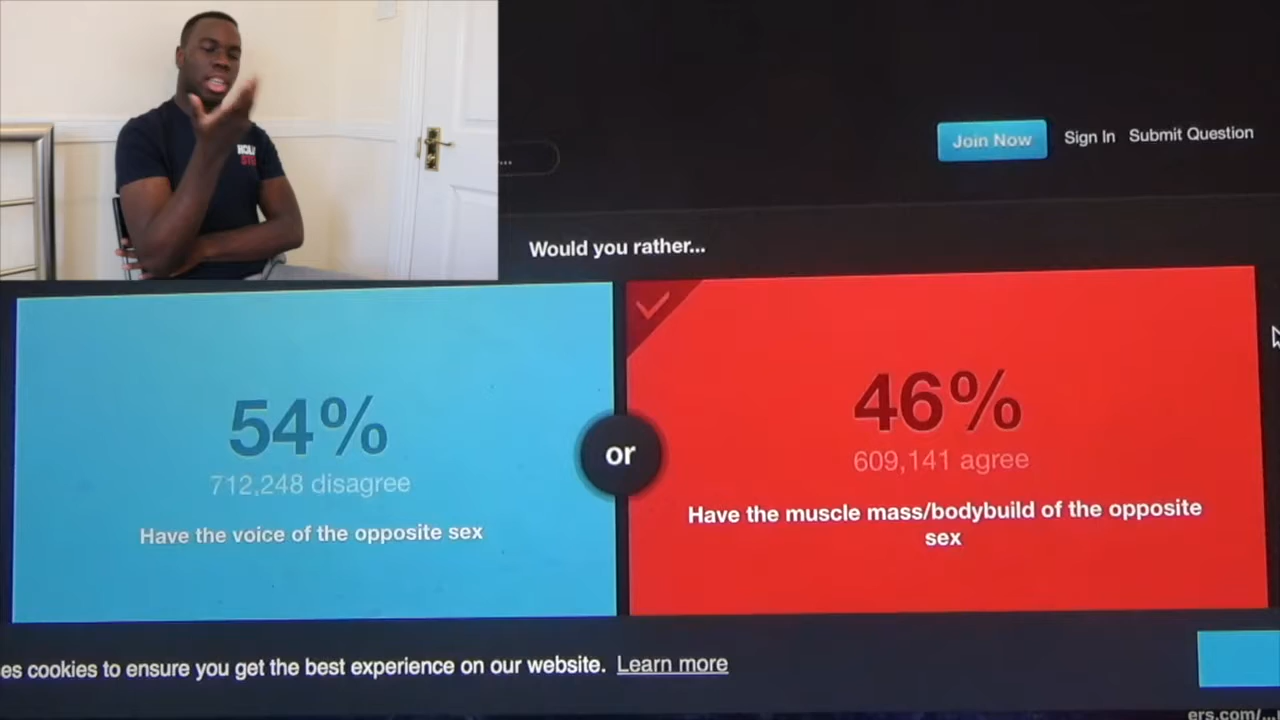 HOLL
...
Join Now Sign In Submit Question
Would you rather...
54%
712,248 disagree
Have the voice of the opposite sex
or
46%
609,141 agree
Have the muscle mass/bodybuild of the opposite
sex
es cookies to ensure you get the best experience on our website. Learn more
ers.com/...